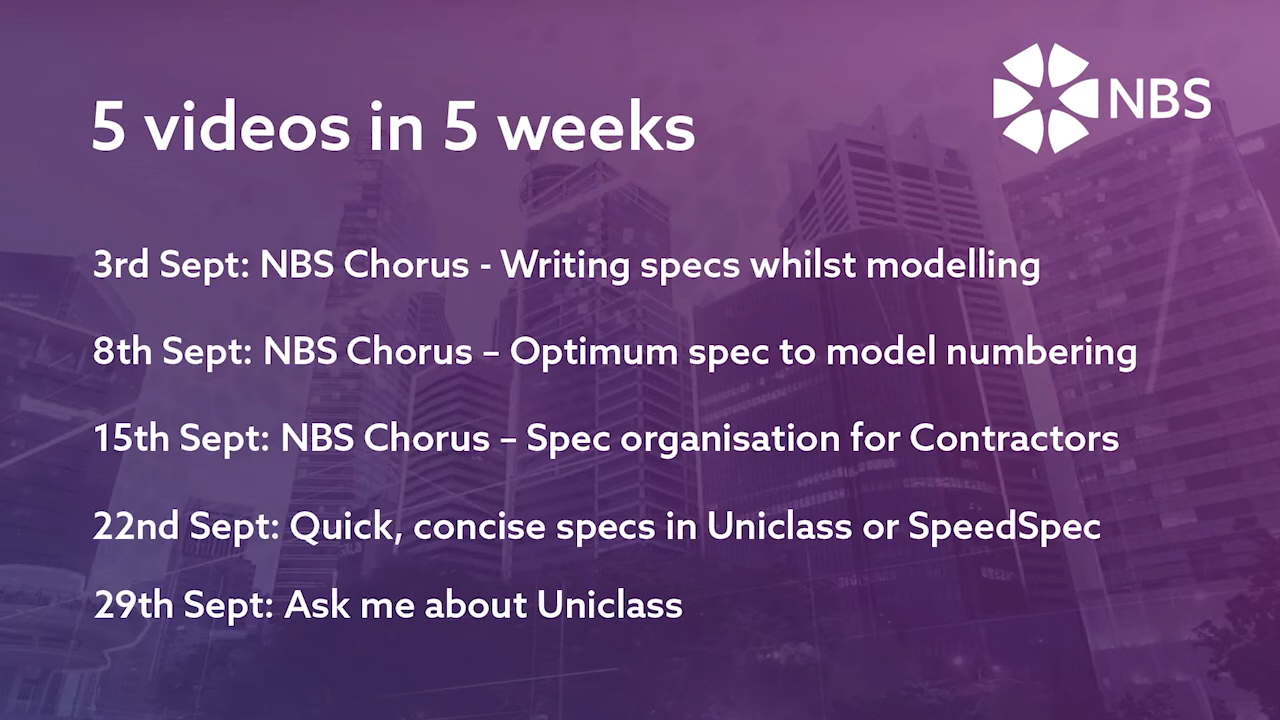 NBS
5 videos in 5 weeks
3rd Sept: NBS Chorus - Writing specs whilst modelling
8th Sept: NBS Chorus – Optimum spec to model numbering
15th Sept: NBS Chorus – Spec organisation for Contractors
22nd Sept: Quick, concise specs in Uniclass or SpeedSpec
29th Sept: Ask me about Uniclass